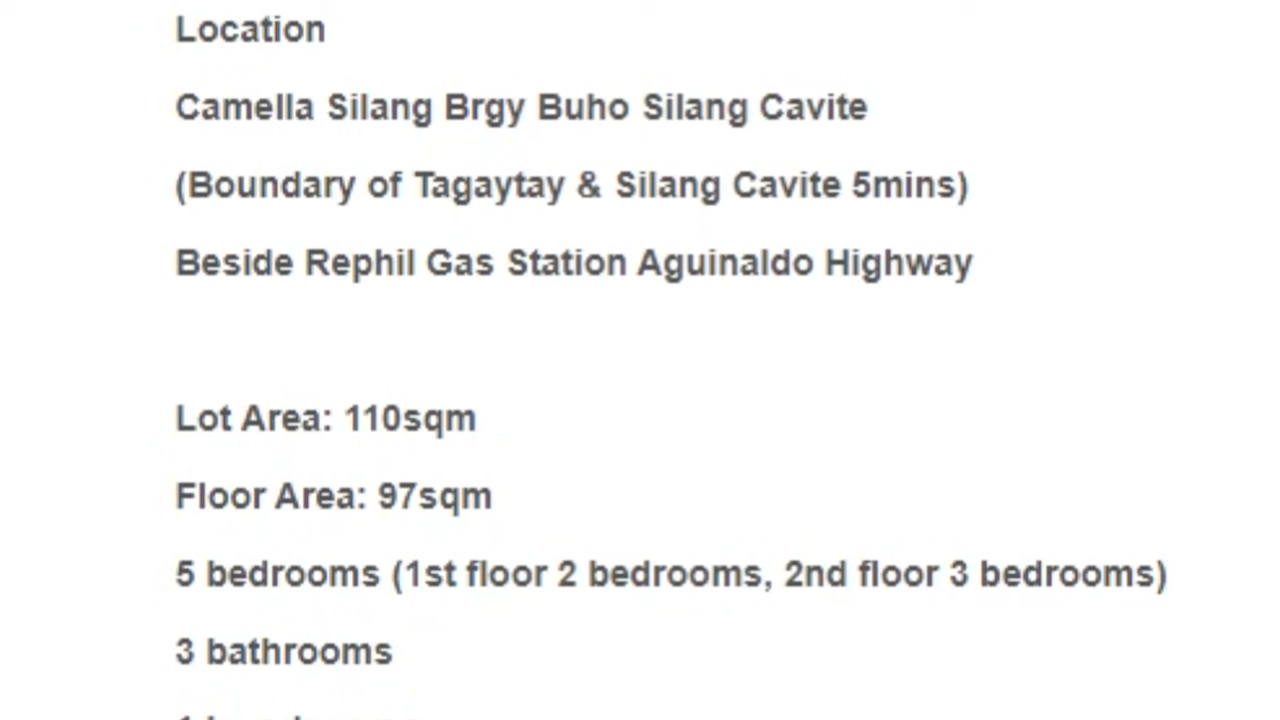 Location
Camella Silang Brgy Buho Silang Cavite
(Boundary of Tagaytay & Silang Cavite 5mins)
Beside Rephil Gas Station Aguinaldo Highway
Lot Area: 110sqm
Floor Area: 97sqm
5 bedrooms (1st floor 2 bedrooms, 2nd floor 3 bedrooms)
3 bathrooms